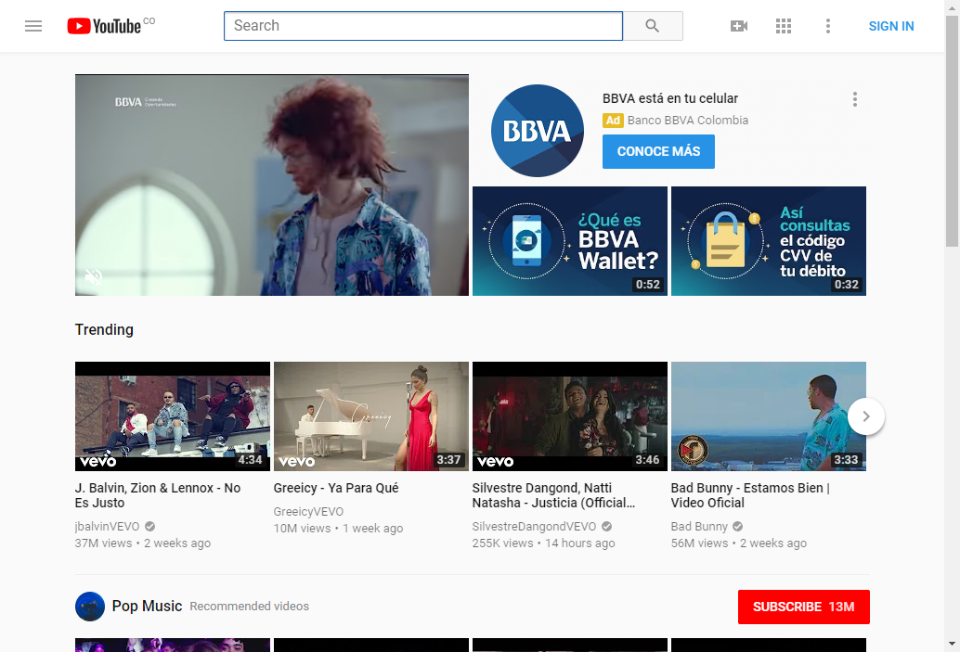 YouTube CO
Search
SIGN IN
BBVA
BBVA está en tu celular
Ad Banco BBVA Colombia
CONOCE MÁS
BBVA
¿Qué es
BBVA
Wallet?
0:52
Así
consultas
el código
CVV de
tu débito
0:32
Trending
vevo
4:34
vevo
Greeicy
3:37
vevo
3:46
3:33
J. Balvin, Zion & Lennox - No
Es Justo
jbalvinVEVO
37M views • 2 weeks ago
Greeicy - Ya Para Qué
GreeicyVEVO
10M views • 1 week ago
Silvestre Dangond, Natti
Natasha - Justicia (Official...
SilvestreDangondVEVO
255K views • 14 hours ago
Bad Bunny - Estamos Bien |
Video Oficial
Bad Bunny
56M views • 2 weeks ago
Pop Music Recommended videos
SUBSCRIBE 13M